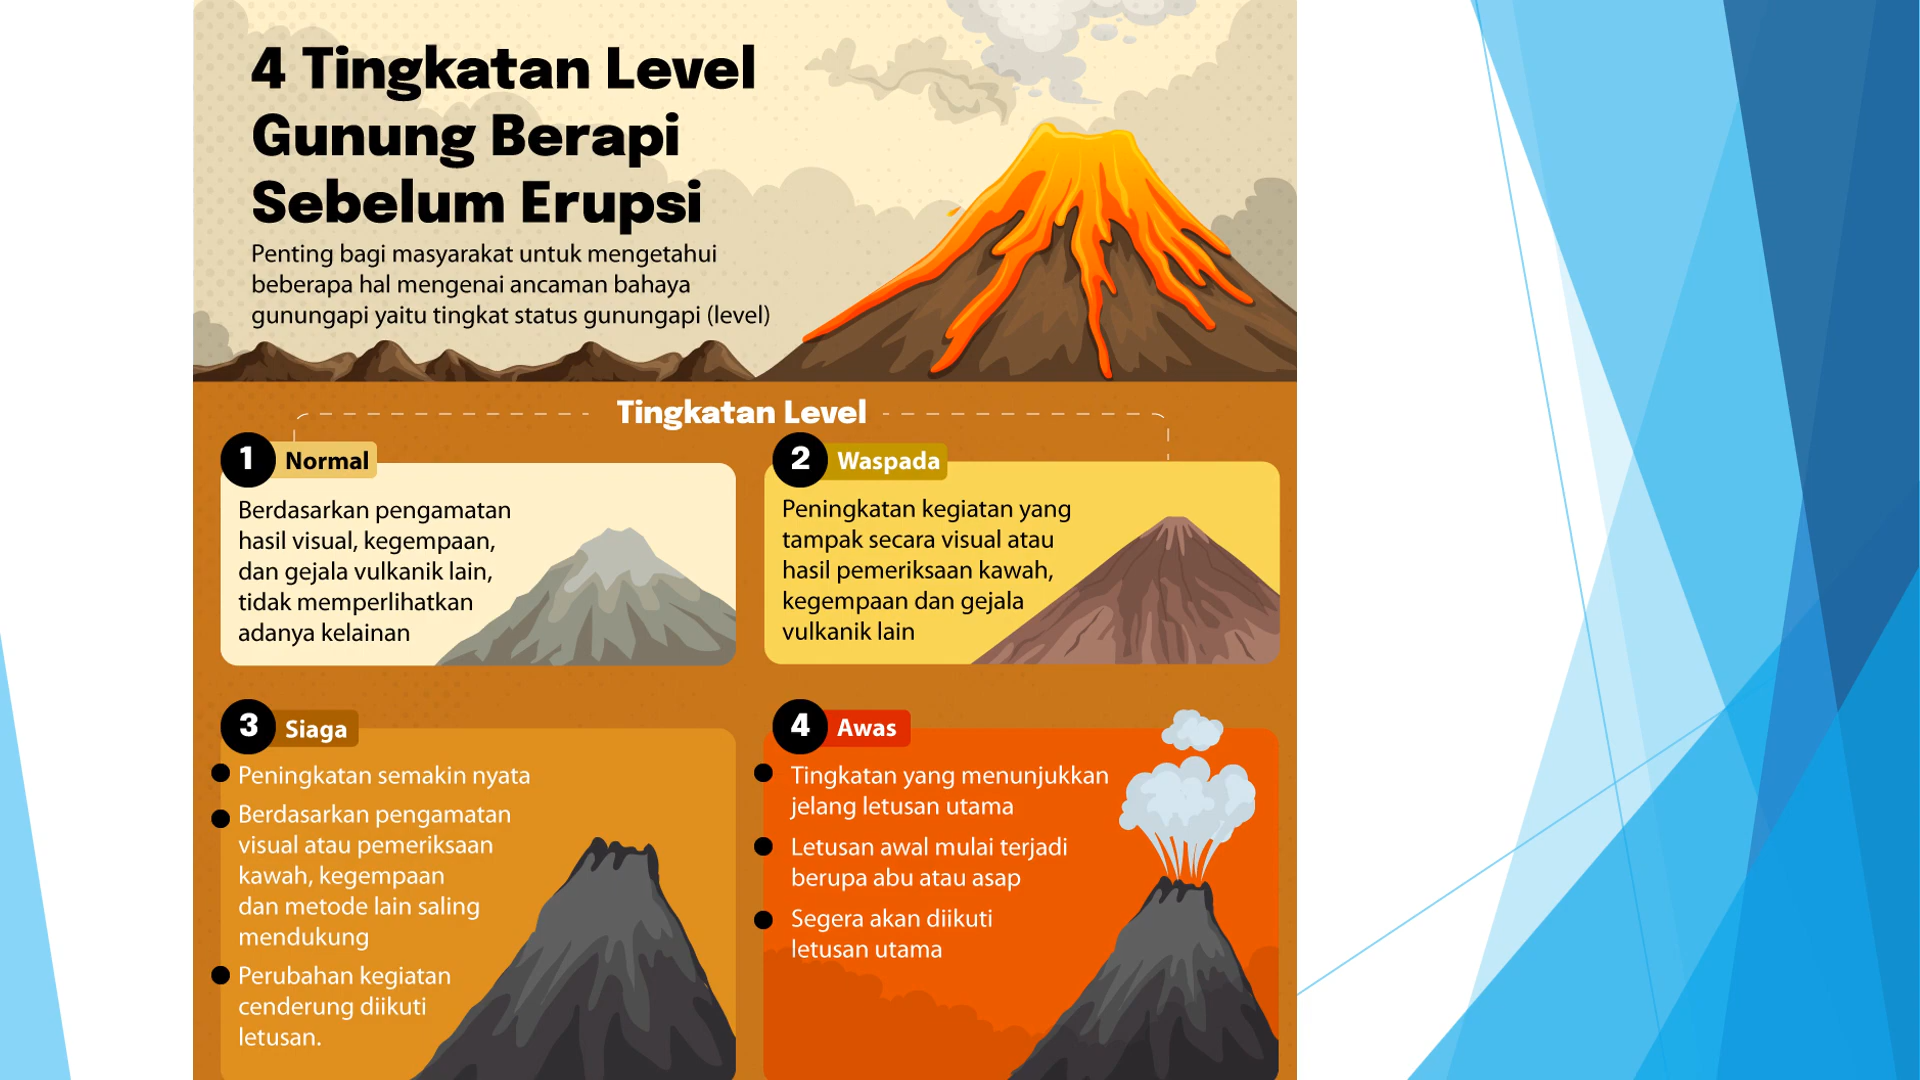 4 Tingkatan Level
Gunung Berapi
Sebelum Erupsi
Penting bagi masyarakat untuk mengetahui
beberapa hal mengenai ancaman bahaya
gunungapi yaitu tingkat status gunungapi (level)
Tingkatan Level
1 Normal
Berdasarkan pengamatan
hasil visual, kegempaan,
dan gejala vulkanik lain,
tidak memperlihatkan
adanya kelainan
2 Waspada
Peningkatan kegiatan yang
tampak secara visual atau
hasil pemeriksaan kawah,
kegempaan dan gejala
vulkanik lain
3 Siaga
Peningkatan semakin nyata
Berdasarkan pengamatan
visual atau pemeriksaan
kawah, kegempaan
dan metode lain saling
mendukung
Perubahan kegiatan
cenderung diikuti
letusan.
4 Awas
Tingkatan yang menunjukkan
jelang letusan utama
Letusan awal mulai terjadi
berupa abu atau asap
Segera akan diikuti
letusan utama